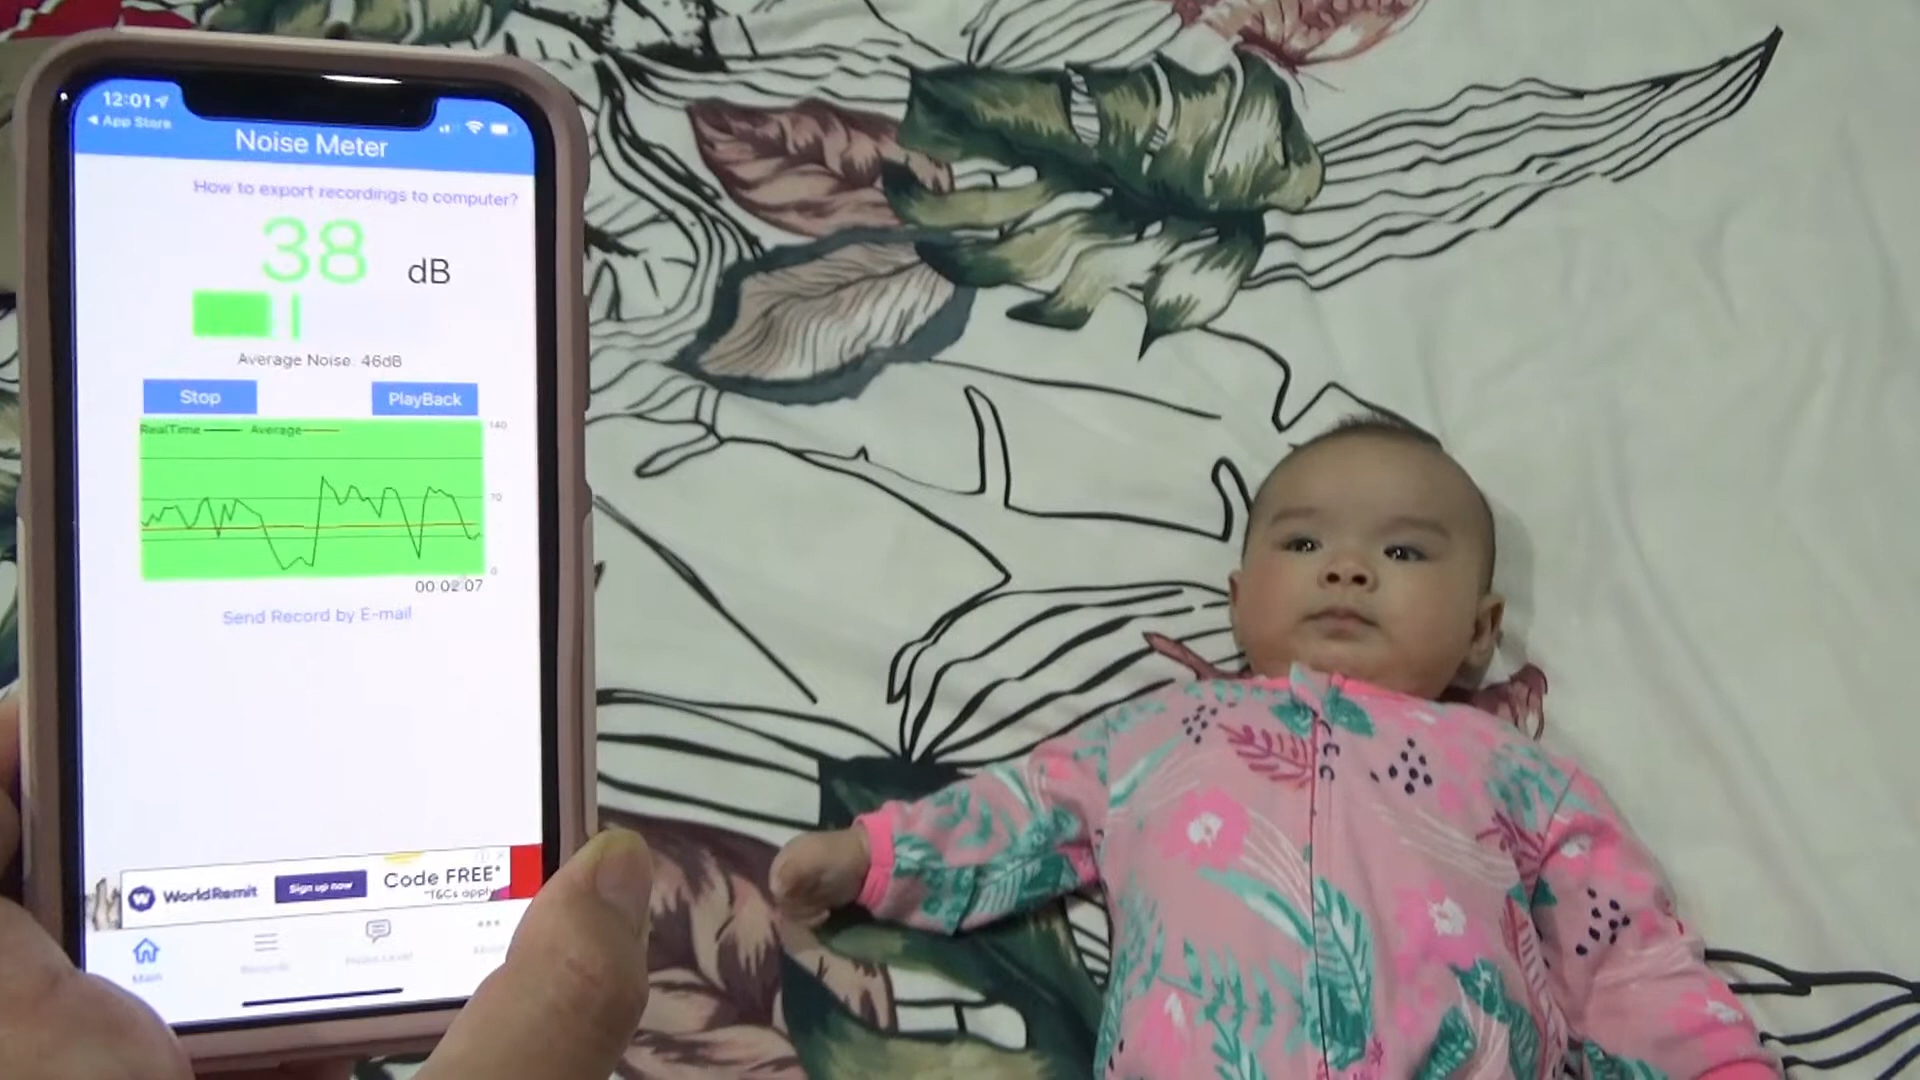 12:01
App Store
Noise Meter
How to export recordings to computer?
38 dB
Average Noise: 46dB
Stop
PlayBack
RealTime Average
140
70
0
00:02:07
Send Record by E-mail
WorldRemit
Sign up now
Code FREE*
*T&Cs apply
Main
Records
About